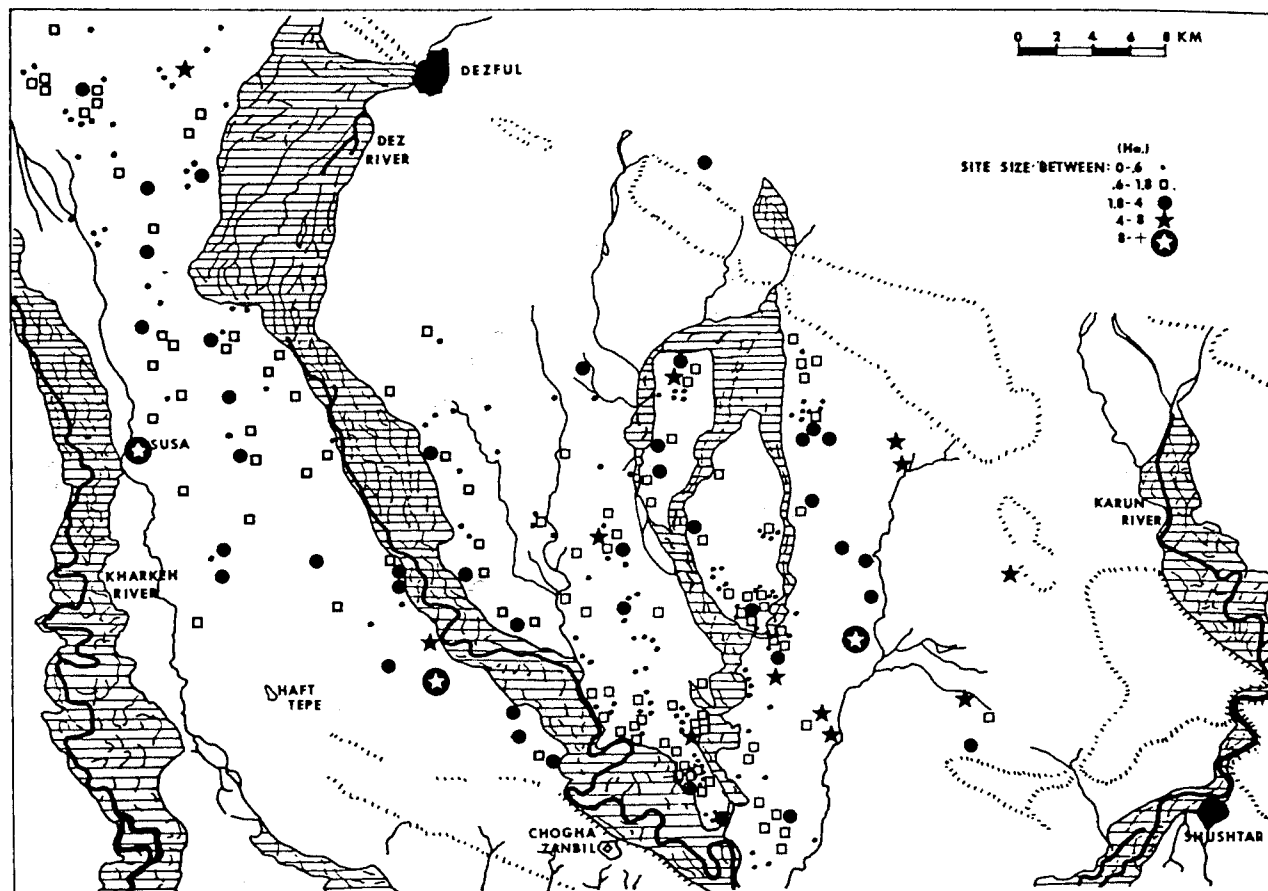 0 2 4 6 8 KM
DEZFUL
DEZ
RIVER
(Ha.)
SITE SIZE BETWEEN: 0-.6
.6-1.8
1.8-4
4-8
8-+
SUSA
KARUN
RIVER
KHARKEH
RIVER
HAFT
TEPE
CHOGHA
ZANBIL
SHUSHTAR